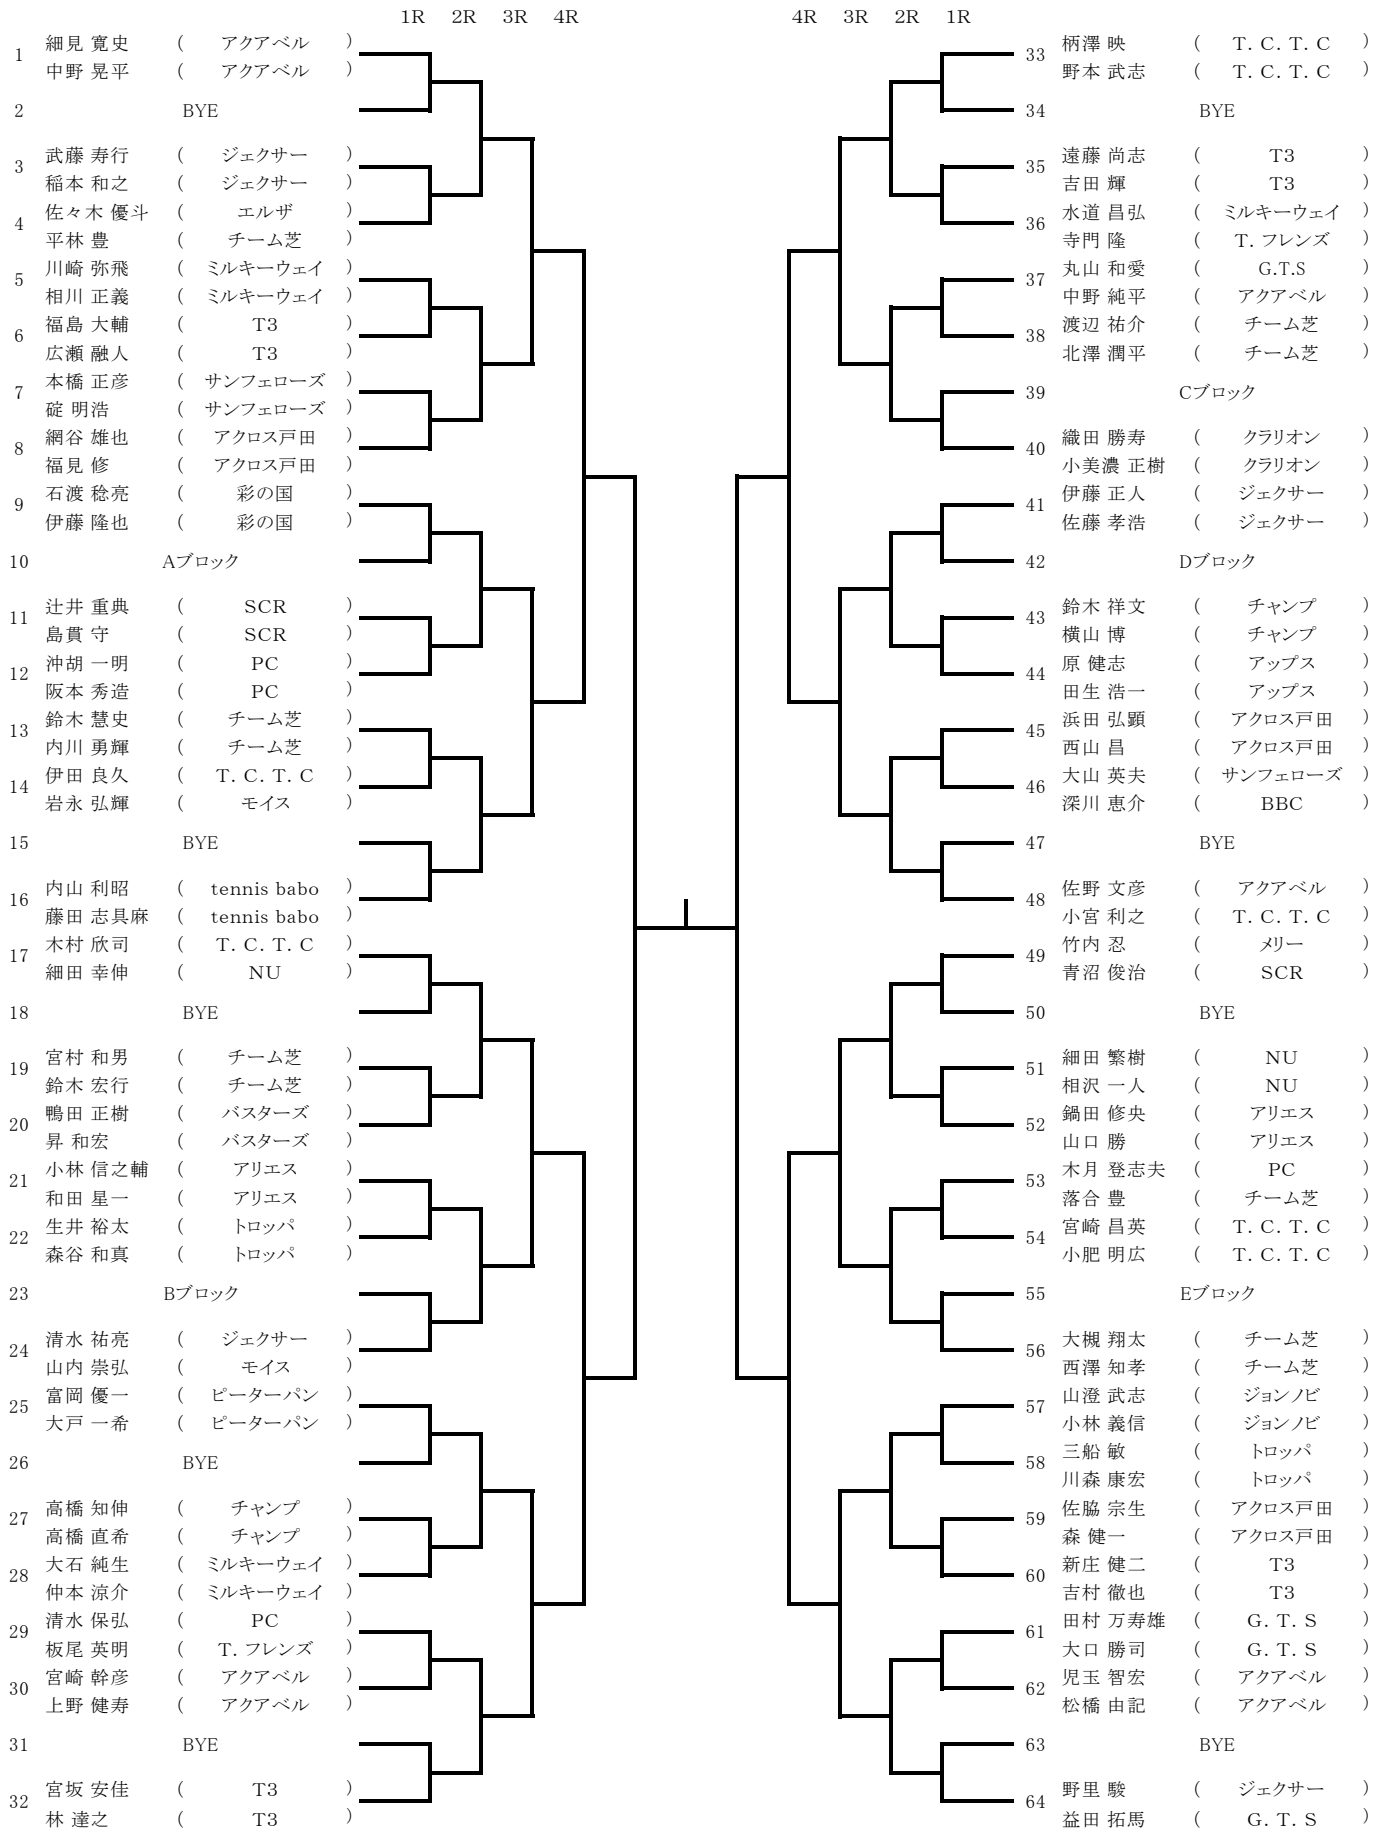 1R 2R 3R 4R
1 細見 寛史 ( アクアベル )
中野 晃平 ( アクアベル )
2 BYE
3 武藤 寿行 ( ジェクサー )
稲本 和之 ( ジェクサー )
4 佐々木 優斗 ( エルザ )
平林 豊 ( チーム芝 )
5 川崎 弥飛 ( ミルキーウェイ )
相川 正義 ( ミルキーウェイ )
6 福島 大輔 ( T3 )
広瀬 融人 ( T3 )
7 本橋 正彦 ( サンフェローズ )
碇 明浩 ( サンフェローズ )
8 網谷 雄也 ( アクロス戸田 )
福見 修 ( アクロス戸田 )
9 石渡 稔亮 ( 彩の国 )
伊藤 隆也 ( 彩の国 )
10 Aブロック
11 辻井 重典 ( SCR )
島貫 守 ( SCR )
12 沖胡 一明 ( PC )
阪本 秀造 ( PC )
13 鈴木 慧史 ( チーム芝 )
内川 勇輝 ( チーム芝 )
14 伊田 良久 ( T. C. T. C )
岩永 弘輝 ( モイス )
15 BYE
16 内山 利昭 ( tennis babo )
藤田 志具麻 ( tennis babo )
17 木村 欣司 ( T. C. T. C )
細田 幸伸 ( NU )
18 BYE
19 宮村 和男 ( チーム芝 )
鈴木 宏行 ( チーム芝 )
20 鴨田 正樹 ( バスターズ )
昇 和宏 ( バスターズ )
21 小林 信之輔 ( アリエス )
和田 星一 ( アリエス )
22 生井 裕太 ( トロッパ )
森谷 和真 ( トロッパ )
23 Bブロック
24 清水 祐亮 ( ジェクサー )
山内 崇弘 ( モイス )
25 富岡 優一 ( ピーターパン )
大戸 一希 ( ピーターパン )
26 BYE
27 高橋 知伸 ( チャンプ )
高橋 直希 ( チャンプ )
28 大石 純生 ( ミルキーウェイ )
仲本 涼介 ( ミルキーウェイ )
29 清水 保弘 ( PC )
板尾 英明 ( T. フレンズ )
30 宮崎 幹彦 ( アクアベル )
上野 健寿 ( アクアベル )
31 BYE
32 宮坂 安佳 ( T3 )
林 達之 ( T3 )
4R 3R 2R 1R
33 柄澤 映 ( T. C. T. C )
野本 武志 ( T. C. T. C )
34 BYE
35 遠藤 尚志 ( T3 )
吉田 輝 ( T3 )
36 水道 昌弘 ( ミルキーウェイ )
寺門 隆 ( T. フレンズ )
37 丸山 和愛 ( G.T.S )
中野 純平 ( アクアベル )
38 渡辺 祐介 ( チーム芝 )
北澤 潤平 ( チーム芝 )
39 Cブロック
40 織田 勝寿 ( クラリオン )
小美濃 正樹 ( クラリオン )
41 伊藤 正人 ( ジェクサー )
佐藤 孝浩 ( ジェクサー )
42 Dブロック
43 鈴木 祥文 ( チャンプ )
横山 博 ( チャンプ )
44 原 健志 ( アップス )
田生 浩一 ( アップス )
45 浜田 弘顕 ( アクロス戸田 )
西山 昌 ( アクロス戸田 )
46 大山 英夫 ( サンフェローズ )
深川 恵介 ( BBC )
47 BYE
48 佐野 文彦 ( アクアベル )
小宮 利之 ( T. C. T. C )
49 竹内 忍 ( メリー )
青沼 俊治 ( SCR )
50 BYE
51 細田 繁樹 ( NU )
相沢 一人 ( NU )
52 鍋田 修央 ( アリエス )
山口 勝 ( アリエス )
53 木月 登志夫 ( PC )
落合 豊 ( チーム芝 )
54 宮崎 昌英 ( T. C. T. C )
小肥 明広 ( T. C. T. C )
55 Eブロック
56 大槻 翔太 ( チーム芝 )
西澤 知孝 ( チーム芝 )
57 山澄 武志 ( ジョンノビ )
小林 義信 ( ジョンノビ )
58 三船 敏 ( トロッパ )
川森 康宏 ( トロッパ )
59 佐脇 宗生 ( アクロス戸田 )
森 健一 ( アクロス戸田 )
60 新庄 健二 ( T3 )
吉村 徹也 ( T3 )
61 田村 万寿雄 ( G. T. S )
大口 勝司 ( G. T. S )
62 児玉 智宏 ( アクアベル )
松橋 由記 ( アクアベル )
63 BYE
64 野里 駿 ( ジェクサー )
益田 拓馬 ( G. T. S )